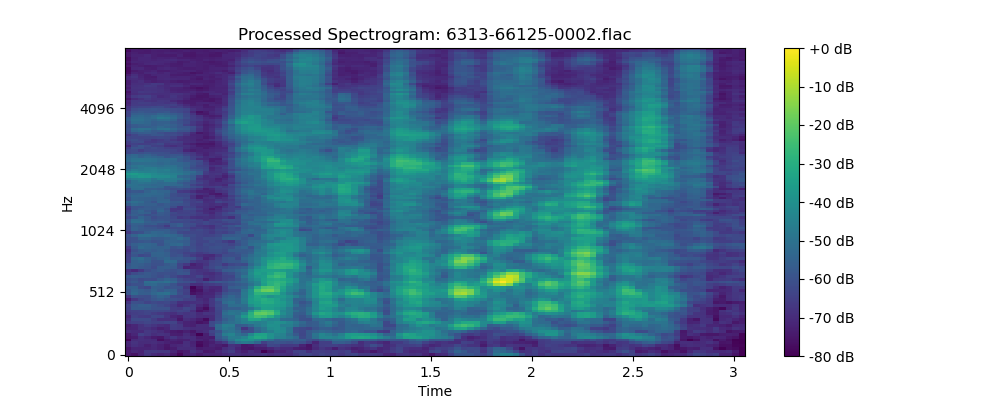 Processed Spectrogram: 6313-66125-0002.flac
Hz
4096
2048
1024
512
0
0
0.5
1
1.5
2
2.5
3
Time
+0 dB
-10 dB
-20 dB
-30 dB
-40 dB
-50 dB
-60 dB
-70 dB
-80 dB